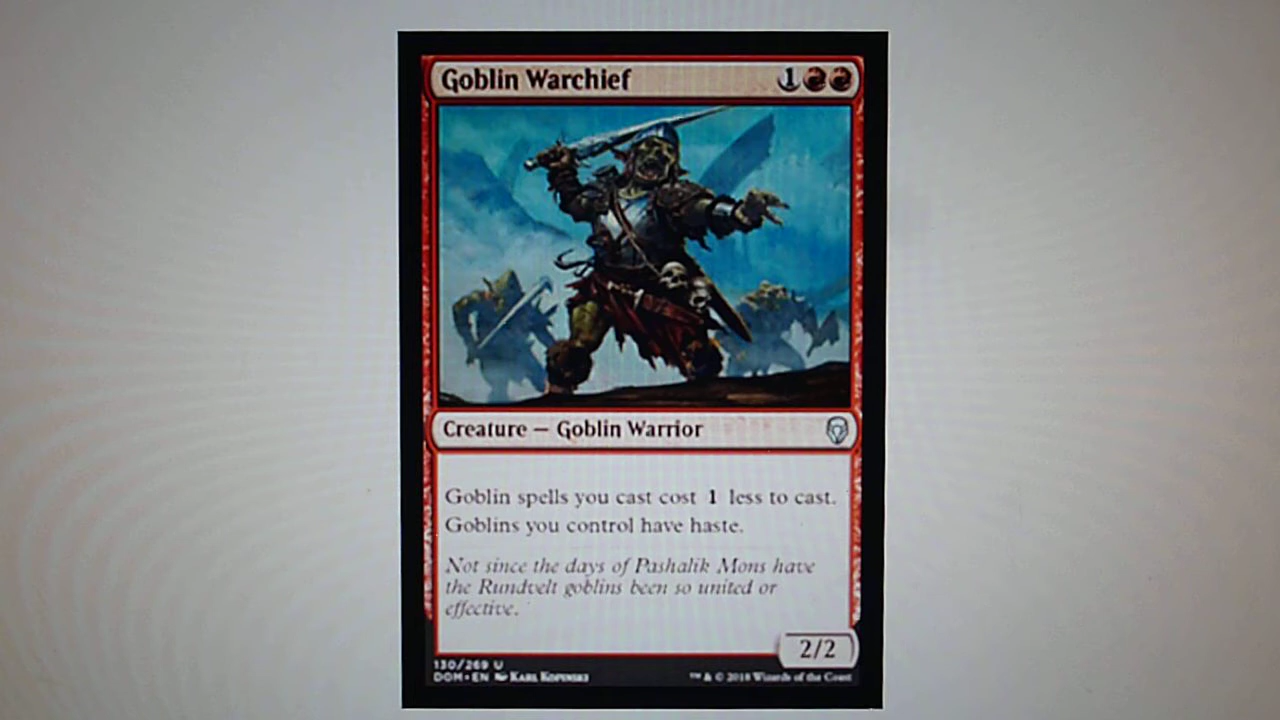 Goblin Warchief 1
Creature — Goblin Warrior
Goblin spells you cast cost 1 less to cast.
Goblins you control have haste.
Not since the days of Pashalik Mons have
the Rundvelt goblins been so united or
effective.
2/2
130/269 U
DOM•EN Karl Kopinski
™ & © 2018 Wizards of the Coast